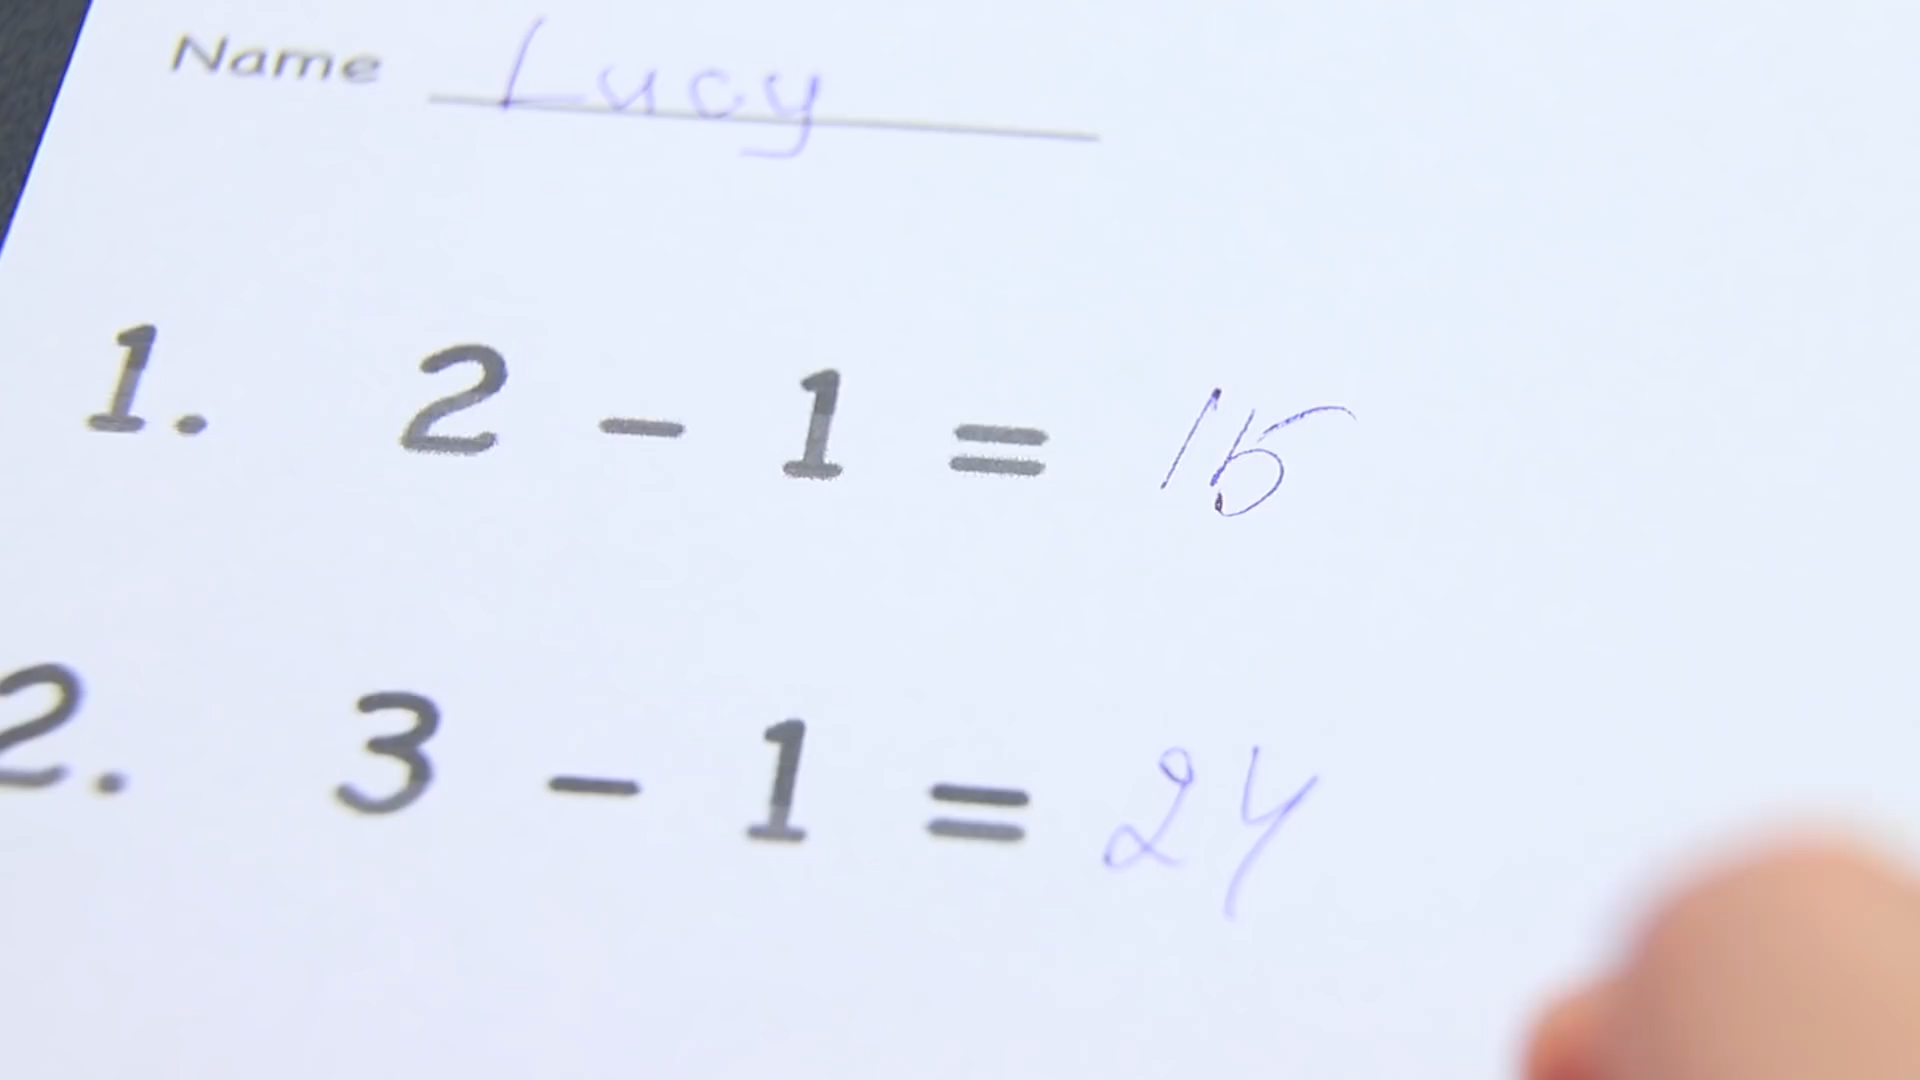 Name Lucy
1. 2 - 1 = 15
2. 3 - 1 = 24